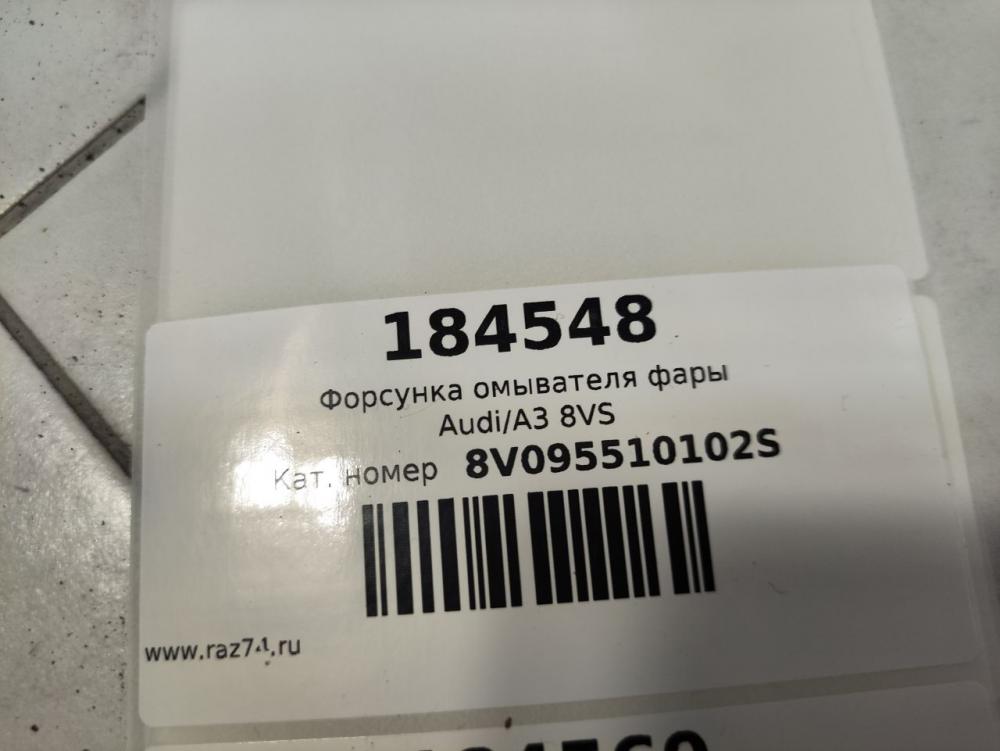 184548
Форсунка омывателя фары
Audi/A3 8VS
Кат. номер 8V095510102S
www.raz74.ru